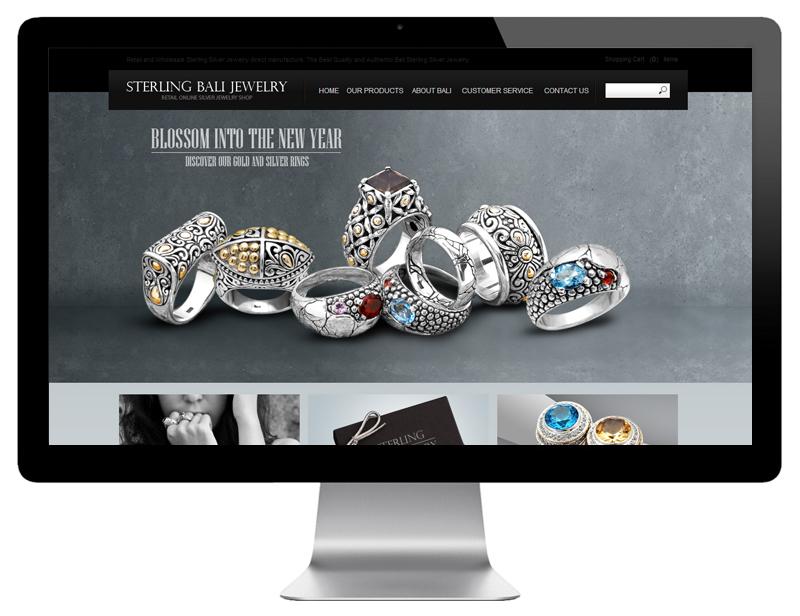 Retail and Wholesale Sterling Silver Jewelry direct manufacture. The Best Quality and Authentic Bali Sterling Silver Jewelry
Shopping Cart (0) items
STERLING BALI JEWELRY
RETAIL ONLINE SILVER JEWELRY SHOP
HOME OUR PRODUCTS ABOUT BALI CUSTOMER SERVICE CONTACT US
BLOSSOM INTO THE NEW YEAR
DISCOVER OUR GOLD AND SILVER RINGS
STERLING